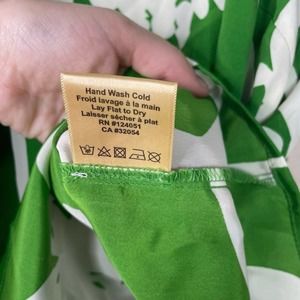 Hand Wash Cold
Froid lavage à la main
Lay Flat to Dry
Laisser sécher à plat
RN #124051
CA #32054